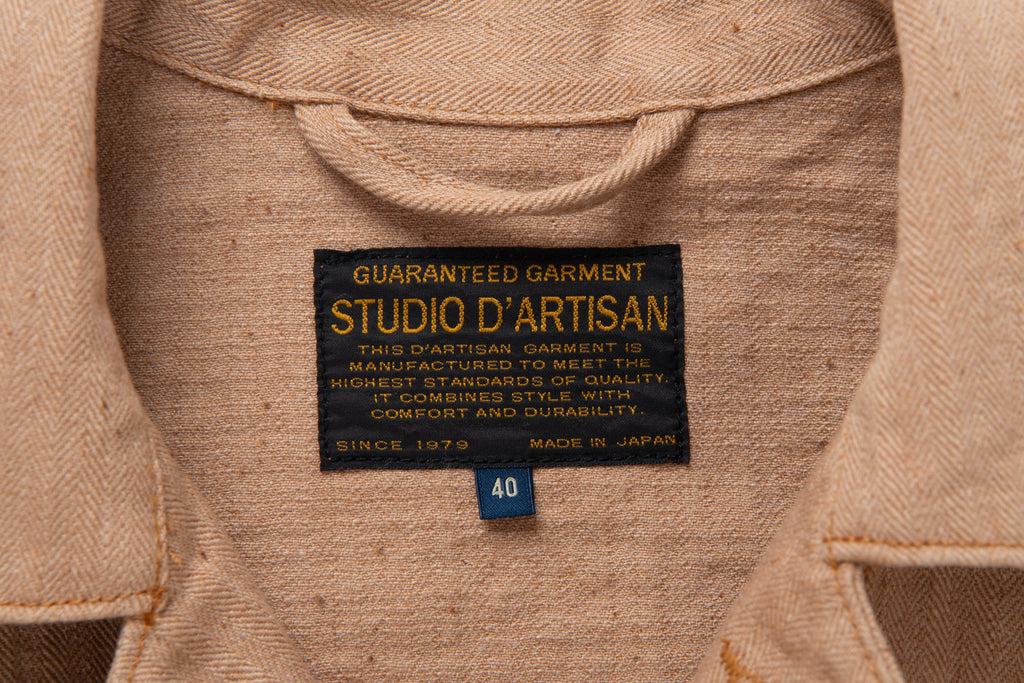 GUARANTEED GARMENT
STUDIO D'ARTISAN
THIS D'ARTISAN GARMENT IS
MANUFACTURED TO MEET THE
HIGHEST STANDARDS OF QUALITY.
IT COMBINES STYLE WITH
COMFORT AND DURABILITY.
SINCE 1979 MADE IN JAPAN
40